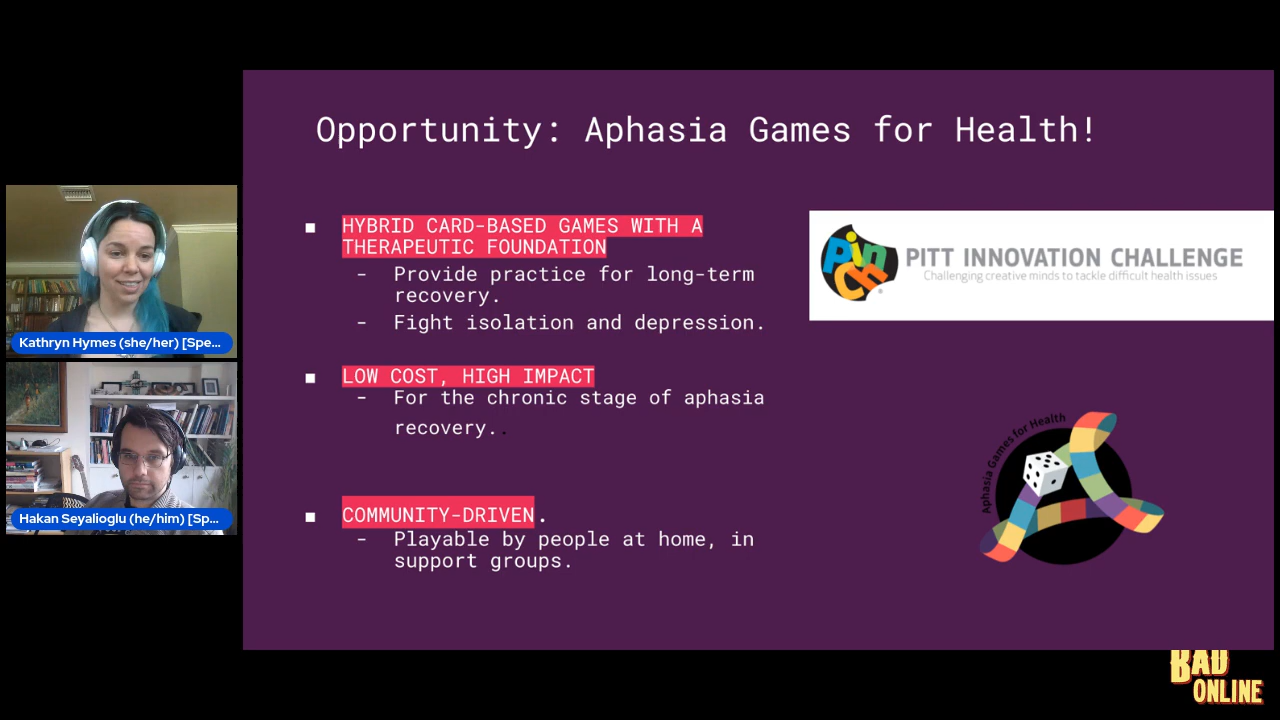 Opportunity: Aphasia Games for Health!
HYBRID CARD-BASED GAMES WITH A
THERAPEUTIC FOUNDATION
- Provide practice for long-term
recovery.
- Fight isolation and depression.
LOW COST, HIGH IMPACT
- For the chronic stage of aphasia
recovery..
COMMUNITY-DRIVEN.
- Playable by people at home, in
support groups.
PInCh
PITT INNOVATION CHALLENGE
Challenging creative minds to tackle difficult health issues
Aphasia Games for Health
Kathryn Hymes (she/her) [Spe...
Hakan Seyalioglu (he/him) [Sp...
BAD
ONLINE